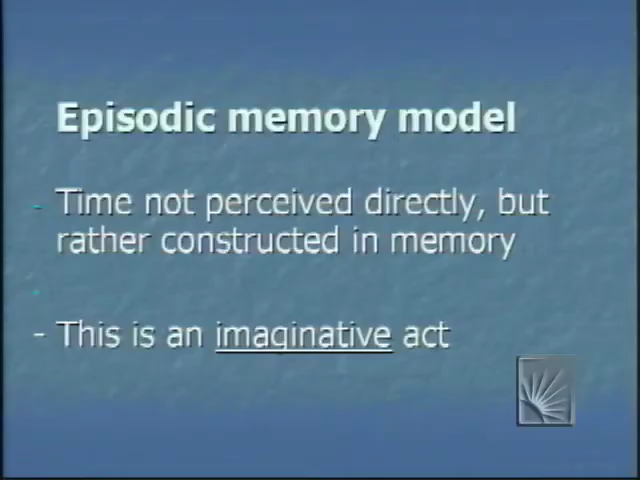 Episodic memory model
- Time not perceived directly, but
rather constructed in memory
- This is an imaginative act